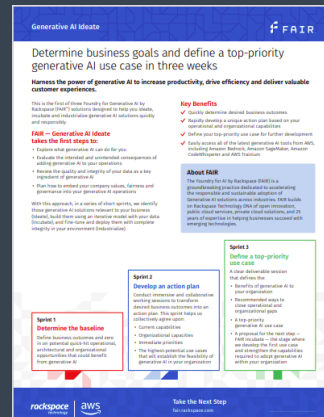 Generative AI Ideate
FAIR
Determine business goals and define a top-priority
generative AI use case in three weeks
Harness the power of generative AI to increase productivity, drive efficiency and deliver valuable
customer experiences.
This is the first of three Foundry for Generative AI by
Rackspace (FAIR™) solutions designed to help you ideate,
incubate and industrialize generative AI solutions quickly
and responsibly.
FAIR — Generative AI Ideate
takes the first steps to:
• Explore what generative AI can do for you
• Evaluate the intended and unintended consequences of
adding generative AI to your operations
• Review the quality and integrity of your data as a key
ingredient of generative AI
• Plan how to embed your company values, fairness and
governance into your generative AI operations
With this approach, in a series of short sprints, we identify
those generative AI solutions relevant to your business
(Ideate), build them using an iterative model with your data
(Incubate), and fine-tune and deploy them with complete
integrity in your environment (Industrialize).
Key Benefits
Quickly determine desired business outcomes
Rapidly develop a unique action plan based on your
operational and organizational capabilities
Define your top-priority use case for further development
Easily access all of the latest generative AI tools from AWS,
including Amazon Bedrock, Amazon SageMaker, Amazon
CodeWhisperer and AWS Trainium
About FAIR
The Foundry for AI by Rackspace (FAIR) is a
groundbreaking practice dedicated to accelerating
the responsible and sustainable adoption of
Generative AI solutions across industries. FAIR builds
on Rackspace Technology DNA of open innovation,
public cloud services, private cloud solutions, and 25
years of expertise in helping businesses succeed with
emerging technologies.
Sprint 1
Determine the baseline
Define business outcomes and zero
in on potential quick-hit operational,
architectural and organizational
opportunities that could benefit
from generative AI
Sprint 2
Develop an action plan
Conduct immersive and collaborative
working sessions to transform
desired business outcomes into an
action plan. This sprint helps us
collectively agree upon:
• Current capabilities
• Organizational capacities
• Immediate priorities
• The highest potential use cases
that will establish the feasibility of
generative AI in your organization
Sprint 3
Define a top-priority
use case
A clear deliverable session
that defines the:
• Benefits of generative AI to
your organization
• Recommended ways to
close operational and
organizational gaps
• A top-priority
generative AI use case
• A proposal for the next step —
FAIR Incubate — the stage where
we develop the first use case
and strengthen the capabilities
required to adopt generative AI
within your organization
rackspace
technology
aws
Take the Next Step
fair.rackspace.com